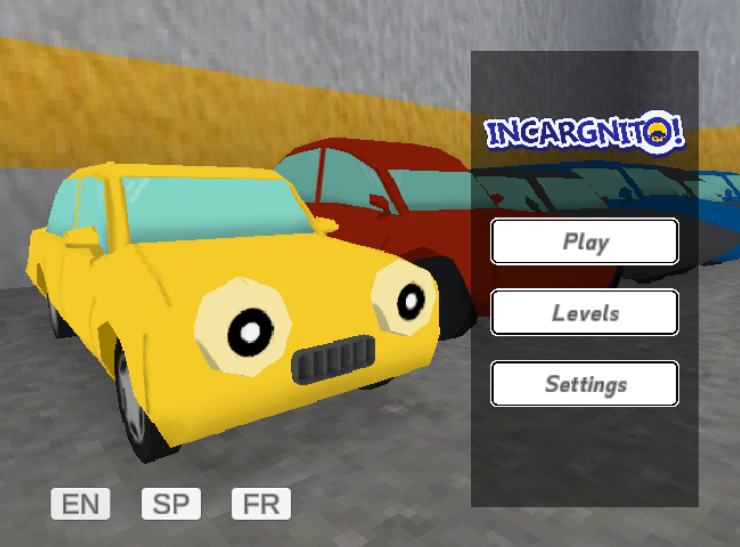 INCARGNITO!
Play
Levels
Settings
EN SP FR